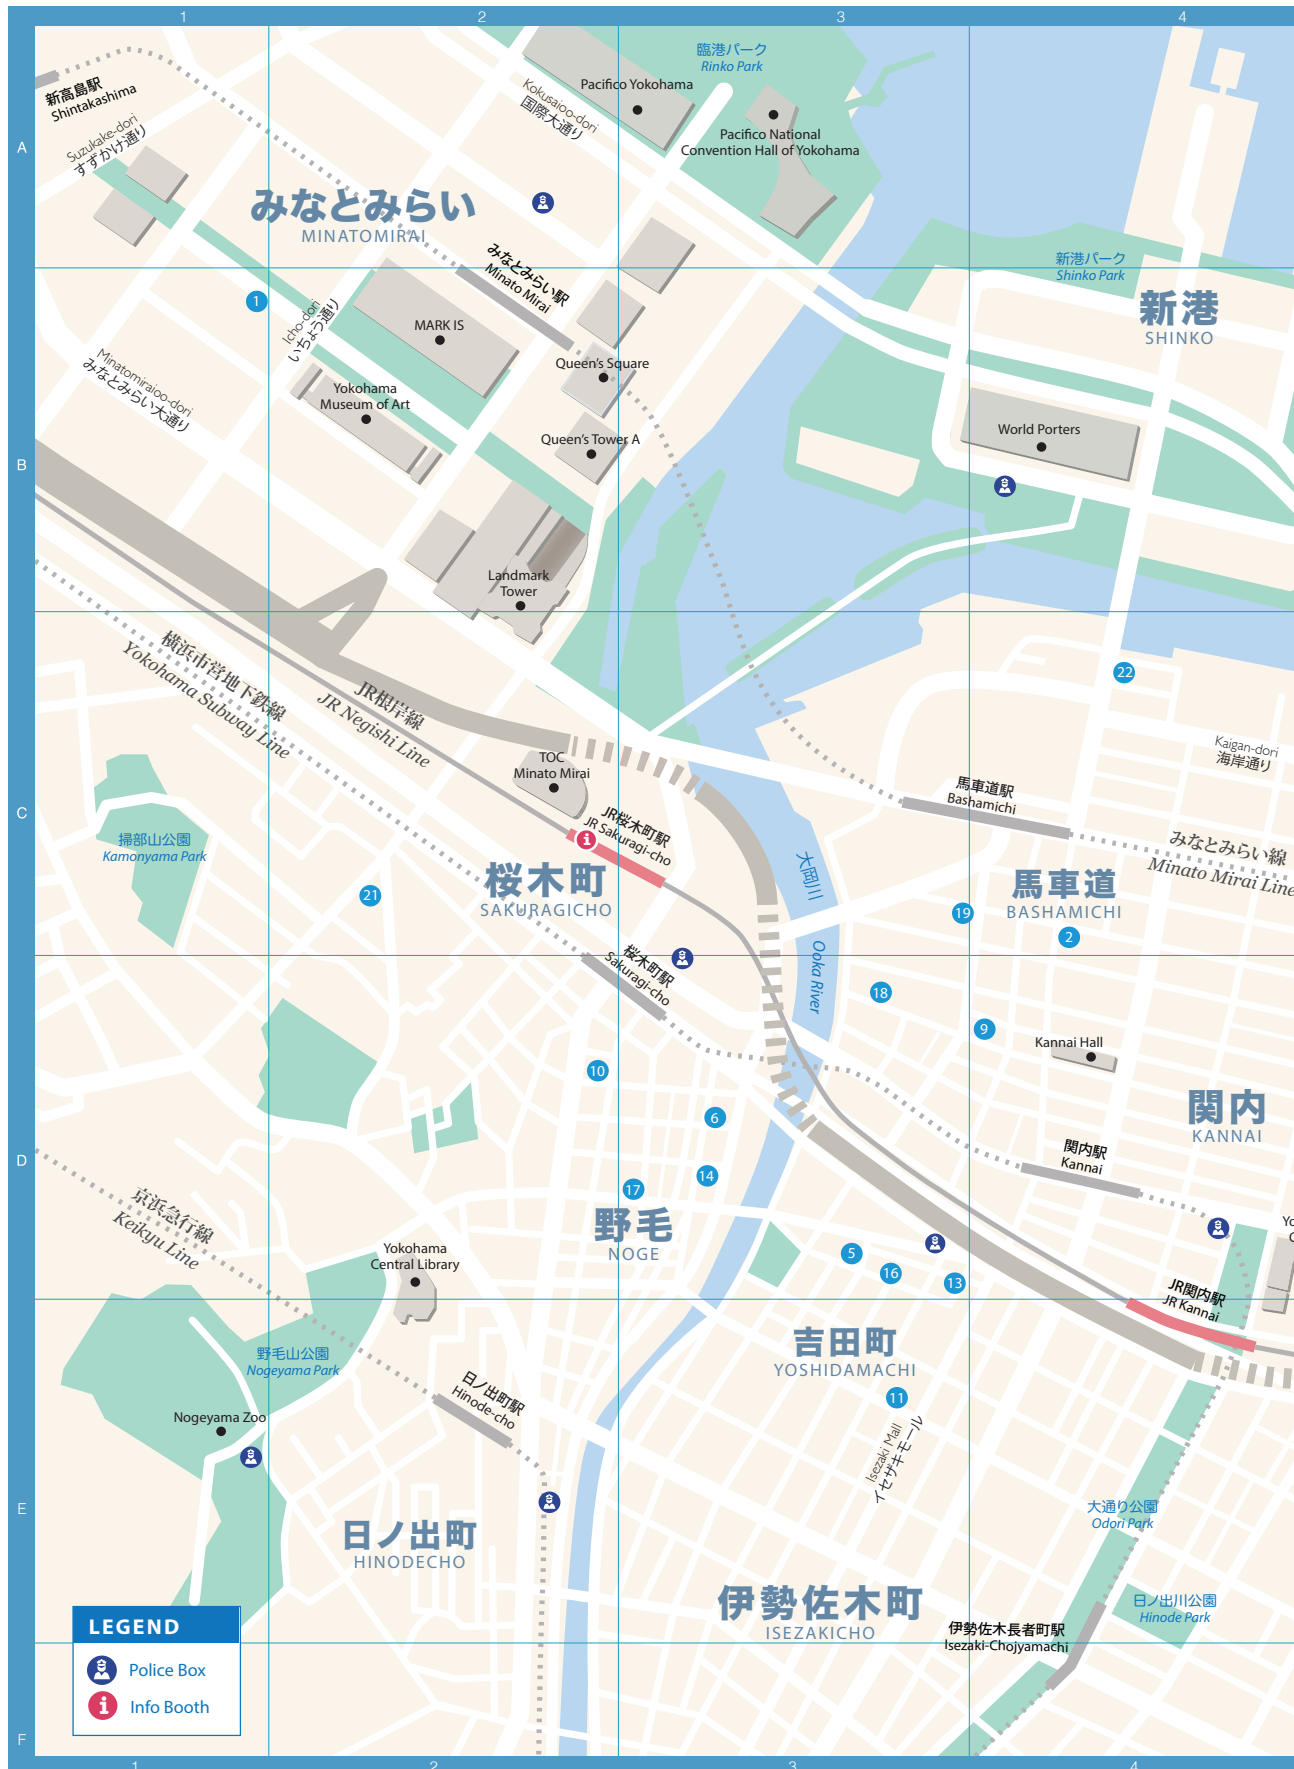 1
2
3
4
臨港パーク
Rinko Park
新高島駅
Shintakashima
Pacifico Yokohama
Kokusaioo-dori
国際大通り
Suzukake-dori
すずかけ通り
Pacifico National
Convention Hall of Yokohama
A
みなとみらい
MINATOMIRAI
みなとみらい駅
Minato Mirai
新港パーク
Shinko Park
1
新港
SHINKO
Icho-dori
いちょう通り
MARK IS
Minatomiraioo-dori
みなとみらい大通り
Queen's Square
Yokohama
Museum of Art
Queen's Tower A
World Porters
B
Landmark
Tower
横浜市営地下鉄線
Yokohama Subway Line
JR根岸線
JR Negishi Line
22
Kaigan-dori
海岸通り
TOC
Minato Mirai
馬車道駅
Bashamichi
C
JR桜木町駅
JR Sakuragi-cho
掃部山公園
Kamonyama Park
みなとみらい線
Minato Mirai Line
大岡川
Ooka River
桜木町
SAKURAGICHO
馬車道
BASHAMICHI
21
19
2
桜木町駅
Sakuragi-cho
18
9
Kannai Hall
10
6
関内
KANNAI
関内駅
Kannai
D
14
17
京浜急行線
Keikyu Line
野毛
NOGE
Yokohama
Central Library
5
16
13
JR関内駅
JR Kannai
吉田町
YOSHIDAMACHI
野毛山公園
Nogeyama Park
日ノ出町駅
Hinode-cho
11
Nogeyama Zoo
Isezaki Mall
イセザキモール
E
大通り公園
Odori Park
日ノ出町
HINODECHO
伊勢佐木町
ISEZAKICHO
日ノ出川公園
Hinode Park
伊勢佐木長者町駅
Isezaki-Chojyamachi
LEGEND
Police Box
Info Booth
F
1
2
3
4